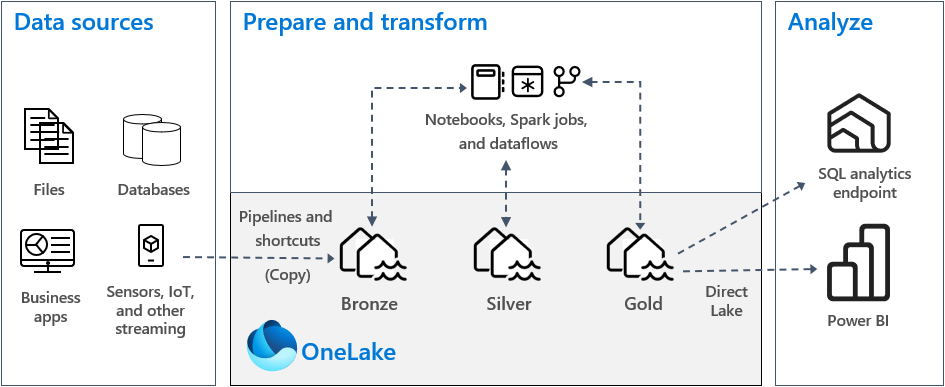 Data sources
Files
Databases
Business
apps
Sensors, IoT,
and other
streaming
Prepare and transform
Notebooks, Spark jobs,
and dataflows
Pipelines and
shortcuts
(Copy)
Bronze
Silver
Gold
Direct
Lake
OneLake
Analyze
SQL analytics
endpoint
Power BI